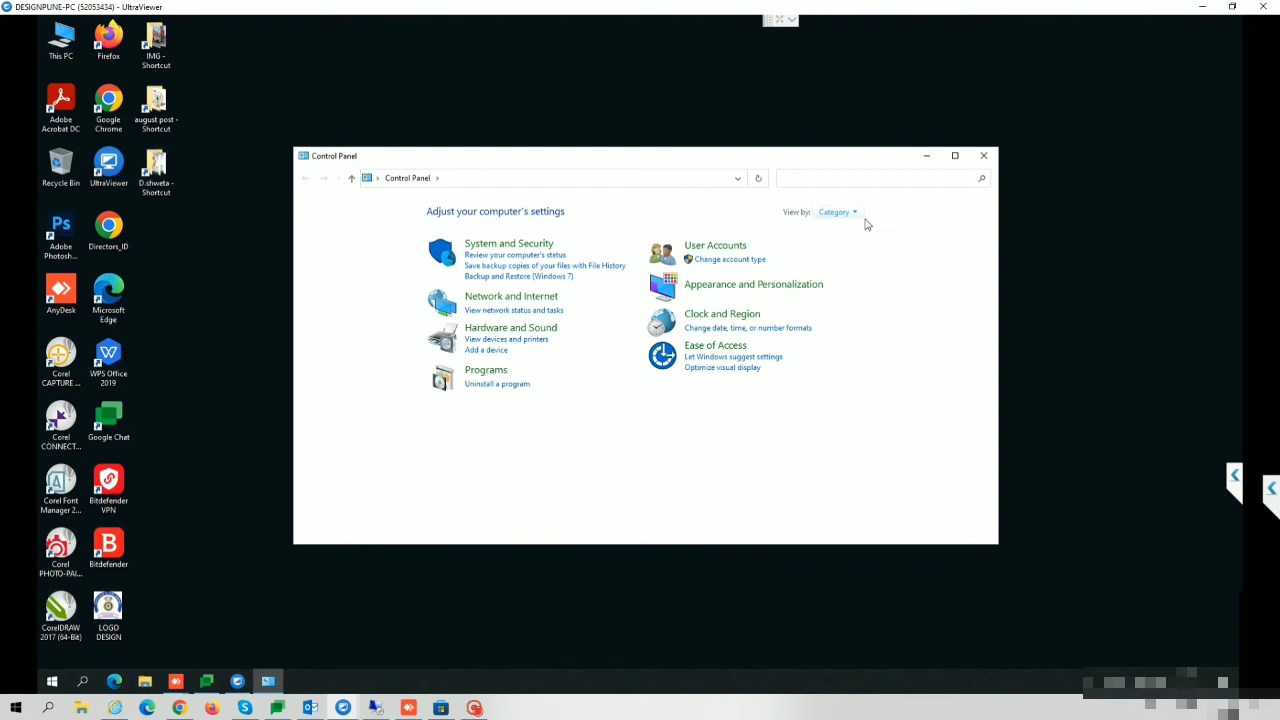 DESIGNPUNE-PC (52053434) - UltraViewer
This PC
Firefox
IMG -
Shortcut
Adobe
Acrobat DC
Google
Chrome
august post -
Shortcut
Recycle Bin
UltraViewer
D.shweta -
Shortcut
Adobe
Photosh...
Directors_ID
AnyDesk
Microsoft
Edge
Corel
CAPTURE ...
WPS Office
2019
Corel
CONNECT...
Google Chat
Corel Font
Manager 2...
Bitdefender
VPN
Corel
PHOTO-PAI...
Bitdefender
CorelDRAW
2017 (64-Bit)
LOGO
DESIGN
Control Panel
Control Panel
Adjust your computer's settings
View by: Category
System and Security
Review your computer's status
Save backup copies of your files with File History
Backup and Restore (Windows 7)
Network and Internet
View network status and tasks
Hardware and Sound
View devices and printers
Add a device
Programs
Uninstall a program
User Accounts
Change account type
Appearance and Personalization
Clock and Region
Change date, time, or number formats
Ease of Access
Let Windows suggest settings
Optimize visual display